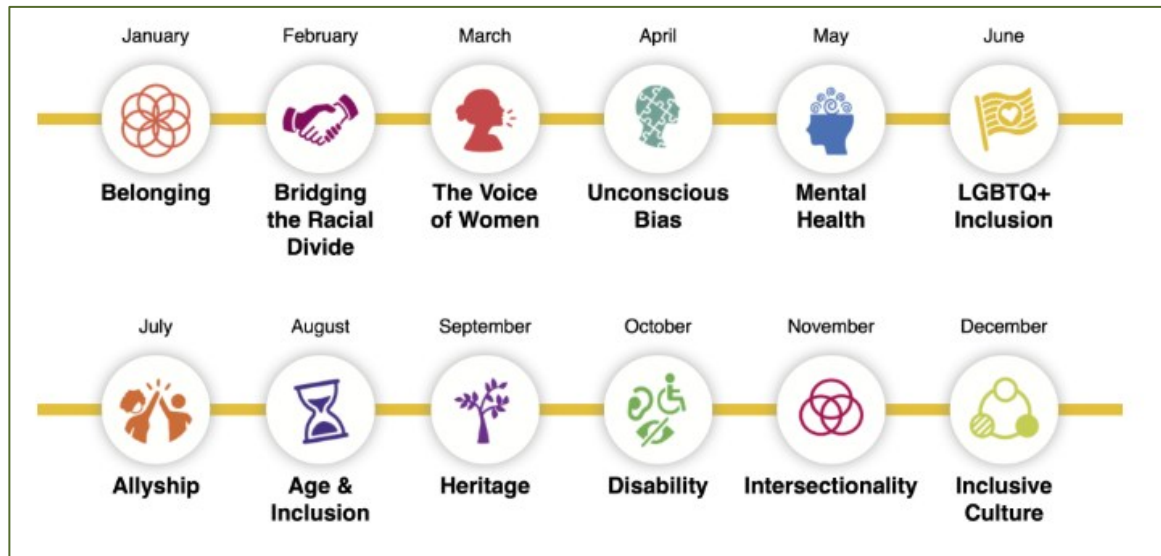 January February March April May June
Belonging Bridging The Voice Unconscious Mental LGBTQ+
the Racial of Women Bias Health Inclusion
Divide
July August September October November December
Allyship Age & Heritage Disability Intersectionality Inclusive
Inclusion Culture